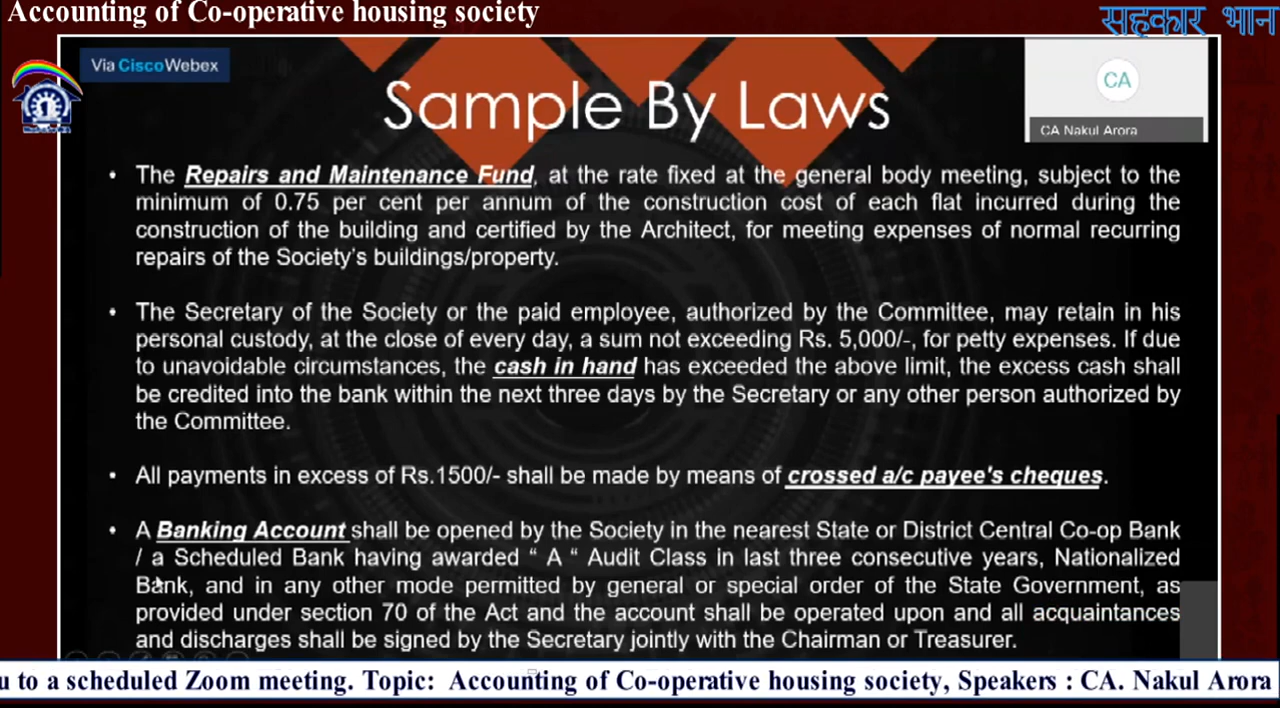 Accounting of Co-operative housing society
सहकार भान
Via Cisco Webex
CA
CA Nakul Arora
Sample By Laws
• The Repairs and Maintenance Fund, at the rate fixed at the general body meeting, subject to the
minimum of 0.75 per cent per annum of the construction cost of each flat incurred during the
construction of the building and certified by the Architect, for meeting expenses of normal recurring
repairs of the Society's buildings/property.
• The Secretary of the Society or the paid employee, authorized by the Committee, may retain in his
personal custody, at the close of every day, a sum not exceeding Rs. 5,000/-, for petty expenses. If due
to unavoidable circumstances, the cash in hand has exceeded the above limit, the excess cash shall
be credited into the bank within the next three days by the Secretary or any other person authorized by
the Committee.
• All payments in excess of Rs.1500/- shall be made by means of crossed a/c payee's cheques.
• A Banking Account shall be opened by the Society in the nearest State or District Central Co-op Bank
/ a Scheduled Bank having awarded “ A “ Audit Class in last three consecutive years, Nationalized
Bank, and in any other mode permitted by general or special order of the State Government, as
provided under section 70 of the Act and the account shall be operated upon and all acquaintances
and discharges shall be signed by the Secretary jointly with the Chairman or Treasurer.
u to a scheduled Zoom meeting. Topic: Accounting of Co-operative housing society, Speakers : CA. Nakul Arora